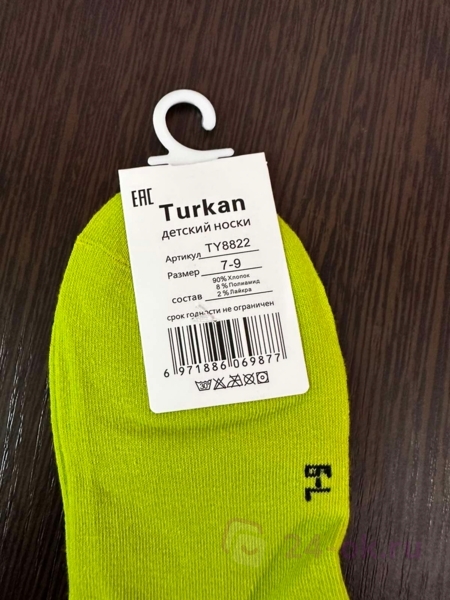 EAC
Turkan
детский носки
Артикул TY8822
Размер 7-9
90% Хлопок
8% Полиамид
состав 2% Лайкра
срок годности не ограничен
6 971886 069877